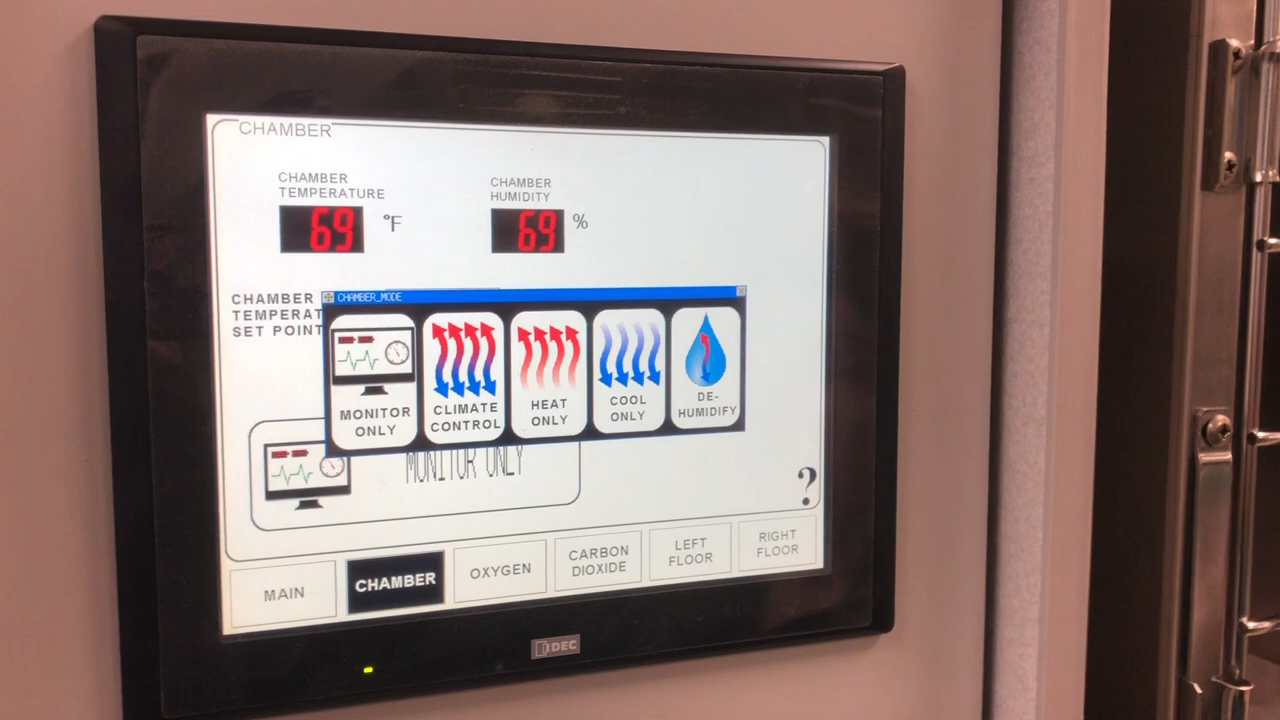 CHAMBER
CHAMBER
TEMPERATURE
69 °F
CHAMBER
HUMIDITY
69 %
CHAMBER
TEMPERAT
SET POINT
CHAMBER_MODE
MONITOR
ONLY
CLIMATE
CONTROL
HEAT
ONLY
COOL
ONLY
DE-
HUMIDIFY
MONITOR ONLY
?
MAIN
CHAMBER
OXYGEN
CARBON
DIOXIDE
LEFT
FLOOR
RIGHT
FLOOR
IDEC